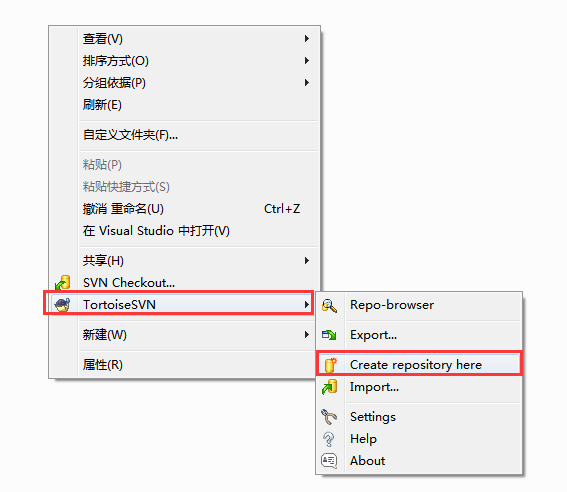 查看(V)
排序方式(O)
分组依据(P)
刷新(E)
自定义文件夹(F)...
粘贴(P)
粘贴快捷方式(S)
撤消 重命名(U) Ctrl+Z
在 Visual Studio 中打开(V)
共享(H)
SVN Checkout...
TortoiseSVN
新建(W)
属性(R)
Repo-browser
Export...
Create repository here
Import...
Settings
Help
About